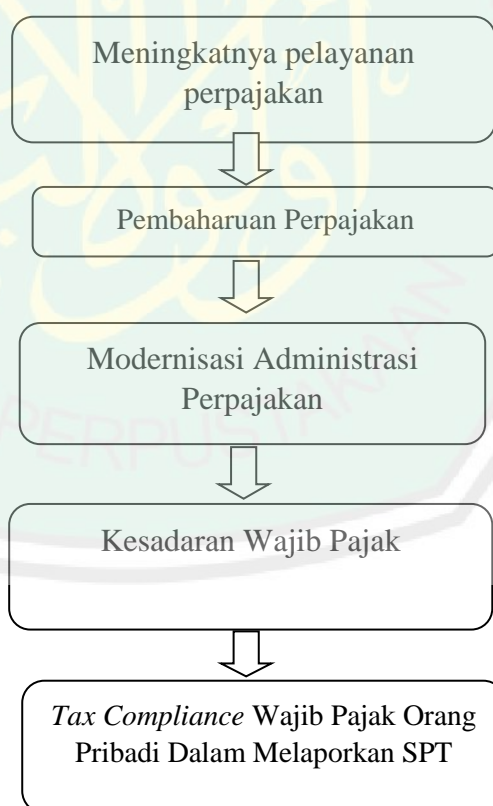 Meningkatnya pelayanan
perpajakan
Pembaharuan Perpajakan
Modernisasi Administrasi
Perpajakan
PERPUSTAKAAN
Kesadaran Wajib Pajak
Tax Compliance Wajib Pajak Orang
Pribadi Dalam Melaporkan SPT